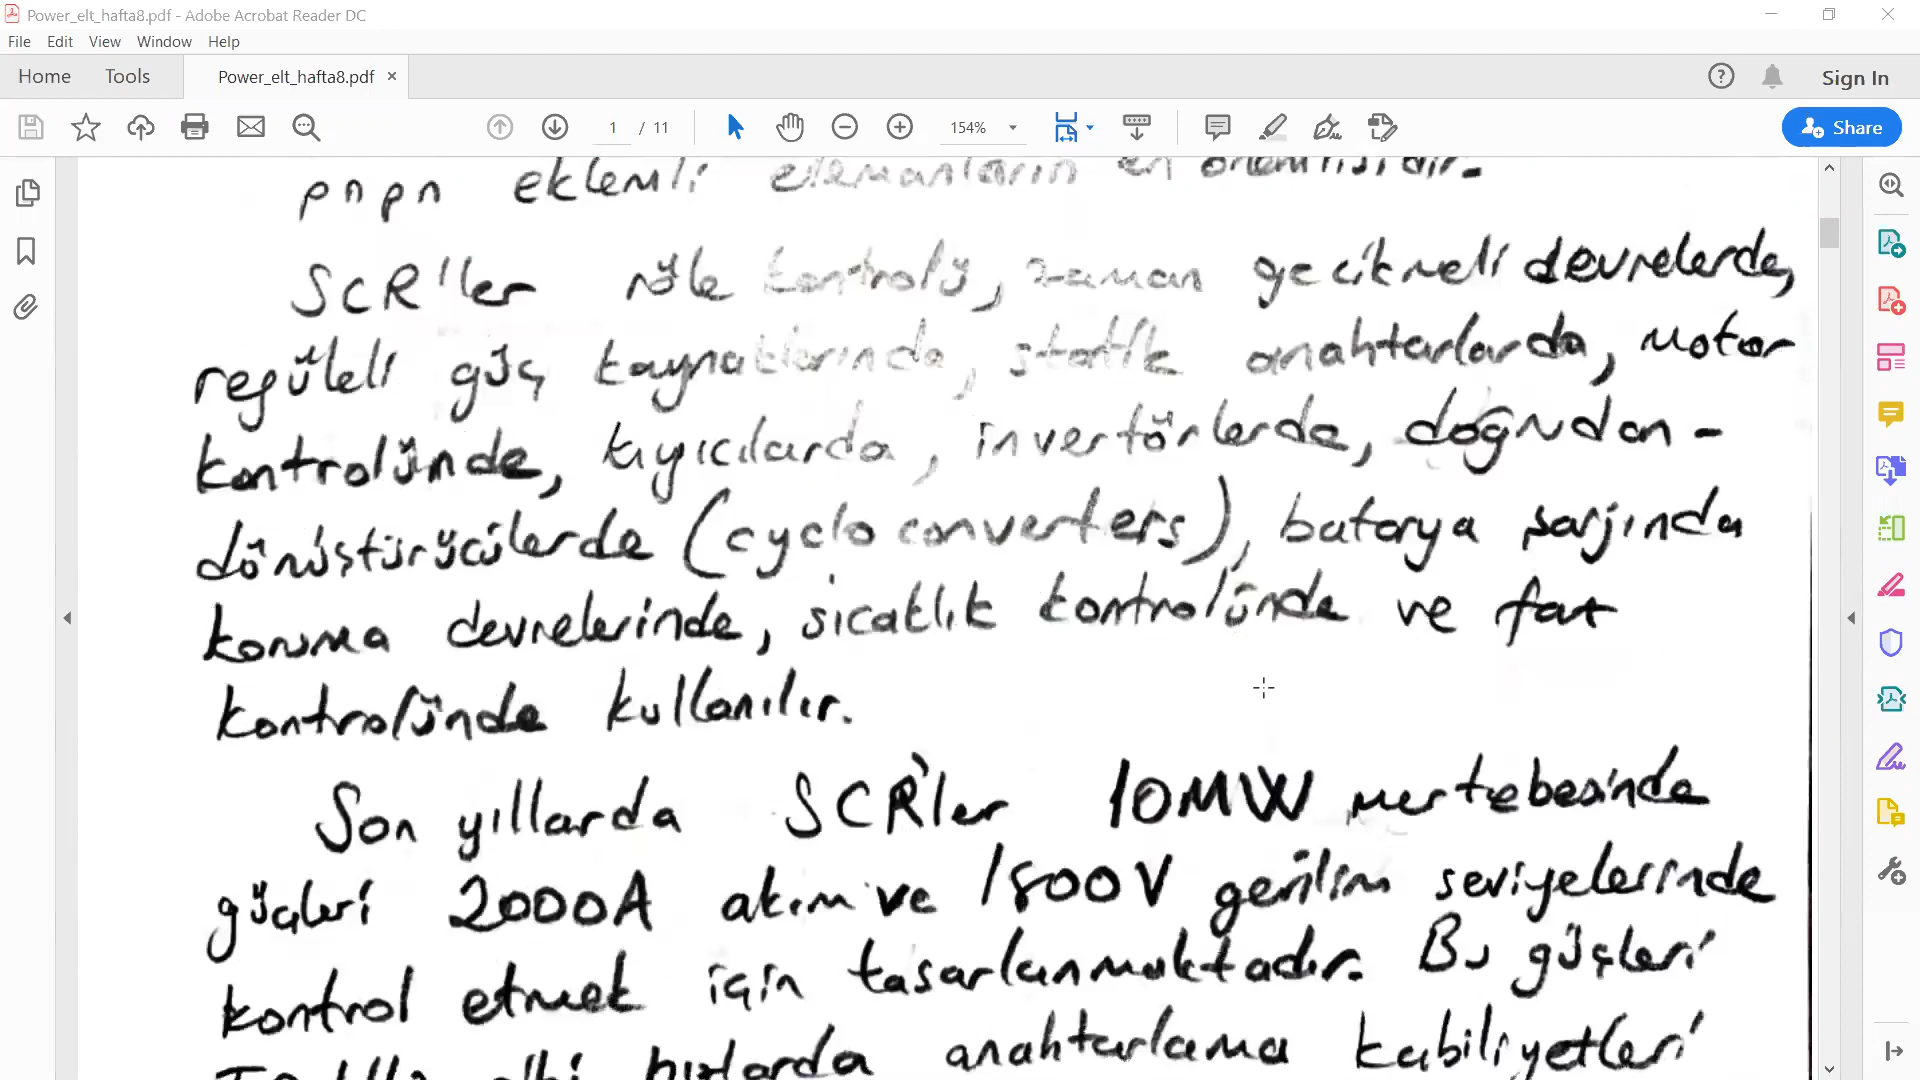 Power_elt_hafta8.pdf - Adobe Acrobat Reader DC
File Edit View Window Help
Home Tools Power_elt_hafta8.pdf × Sign In
1 / 11 154% Share
pnpn eklemli elemanların en önemlisidir.
SCR'ler röle kontrolü, zaman gecikmeli devrelerde,
regüleli güç kaynaklarında, statik anahtarlarda, motor
kontrolünde, kıyıcılarda, invertörlerde, doğrudan -
dönüştürücülerde (cyclo converters), batarya şarjında
koruma devrelerinde, sıcaklık kontrolünde ve faz
kontrolünde kullanılır.
Son yıllarda SCR'ler 10MW mertebesinde
güçleri 2000A akım ve 1800V gerilim seviyelerinde
kontrol etmek için tasarlanmaktadır. Bu güçleri
hızlarda anahtarlama kabiliyetleri